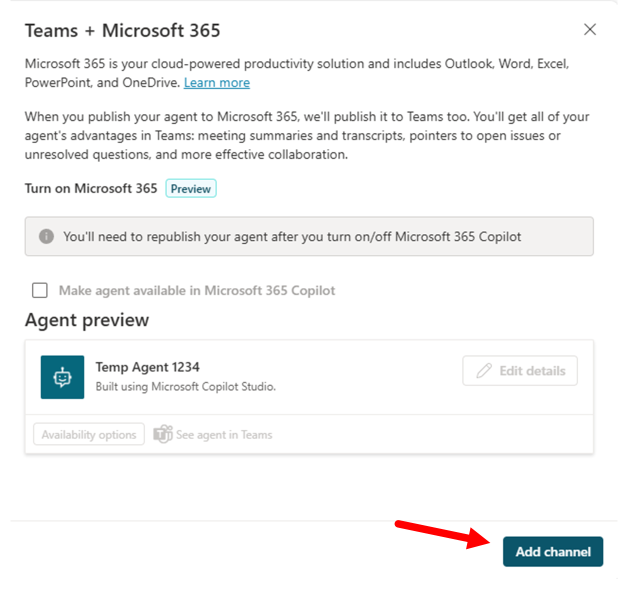 Teams + Microsoft 365
Microsoft 365 is your cloud-powered productivity solution and includes Outlook, Word, Excel,
PowerPoint, and OneDrive. Learn more
When you publish your agent to Microsoft 365, we'll publish it to Teams too. You'll get all of your
agent's advantages in Teams: meeting summaries and transcripts, pointers to open issues or
unresolved questions, and more effective collaboration.
Turn on Microsoft 365 Preview
You'll need to republish your agent after you turn on/off Microsoft 365 Copilot
Make agent available in Microsoft 365 Copilot
Agent preview
Temp Agent 1234
Built using Microsoft Copilot Studio.
Edit details
Availability options See agent in Teams
Add channel